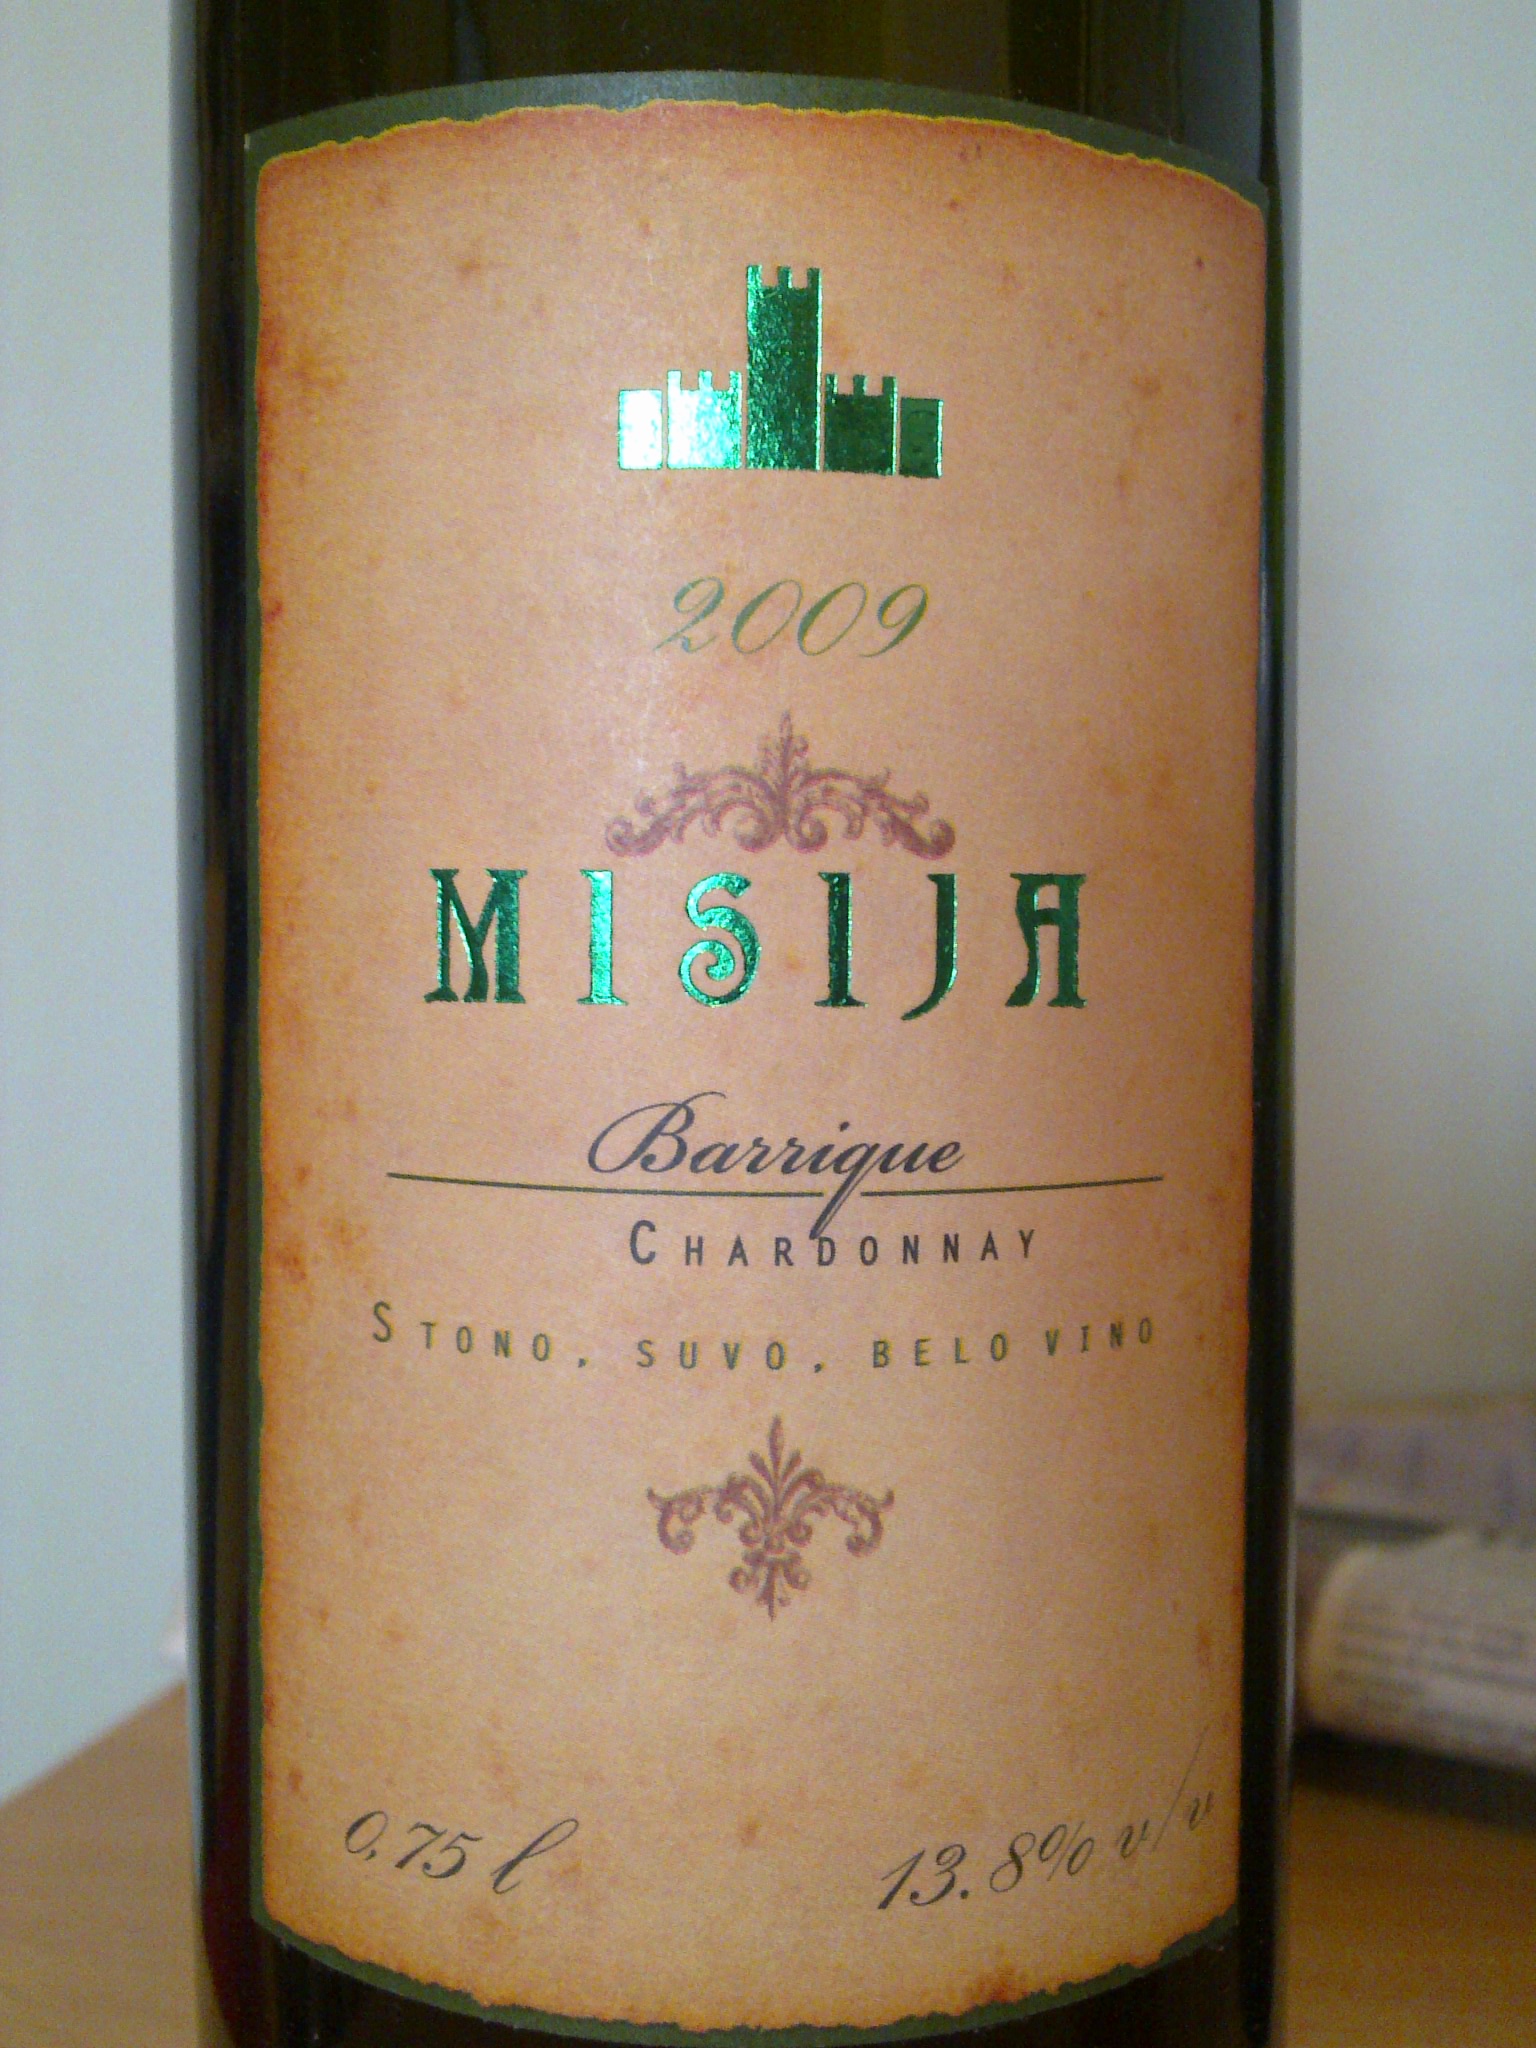 2009
MISIJA
Barrique
CHARDONNAY
STONO, SUVO, BELO VINO
0,75 l
13.8% v/v